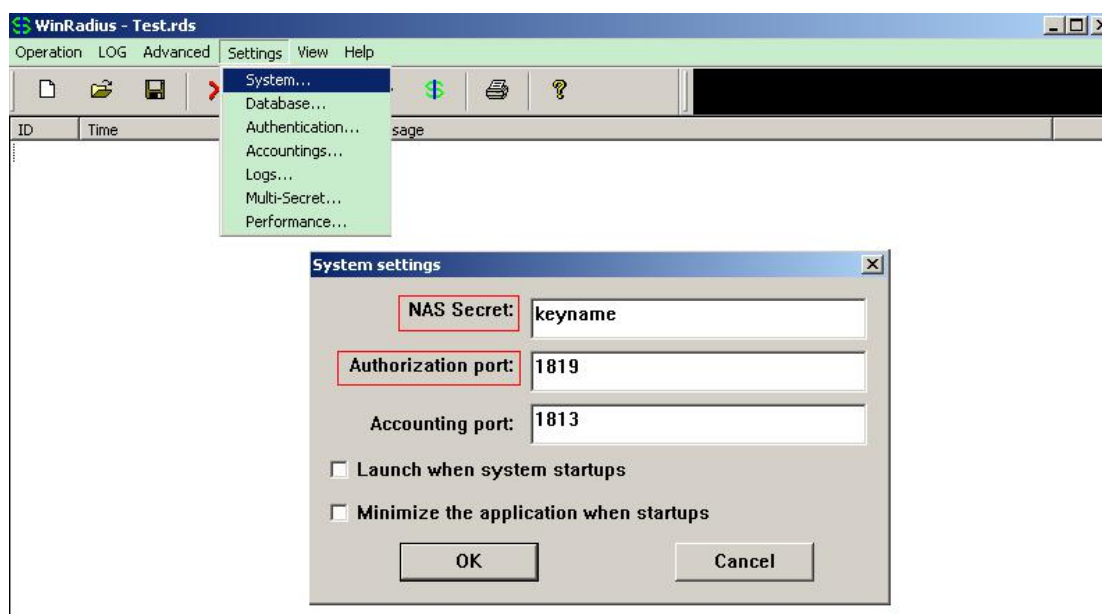 WinRadius - Test.rds
Operation LOG Advanced Settings View Help
System...
Database...
Authentication...
Accountings...
Logs...
Multi-Secret...
Performance...
ID Time sage
System settings
NAS Secret: keyname
Authorization port: 1819
Accounting port: 1813
Launch when system startups
Minimize the application when startups
OK Cancel